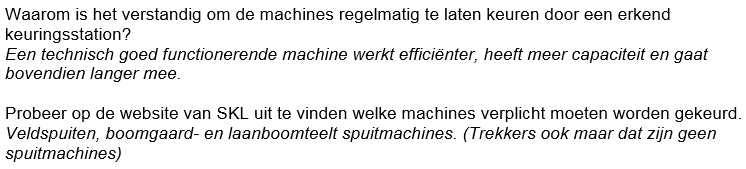 Waarom is het verstandig om de machines regelmatig te laten keuren door een erkend
keuringsstation?
Een technisch goed functionerende machine werkt efficiënter, heeft meer capaciteit en gaat
bovendien langer mee.

Probeer op de website van SKL uit te vinden welke machines verplicht moeten worden gekeurd.
Veldspuiten, boomgaard- en laanboomteelt spuitmachines. (Trekkers ook maar dat zijn geen
spuitmachines)